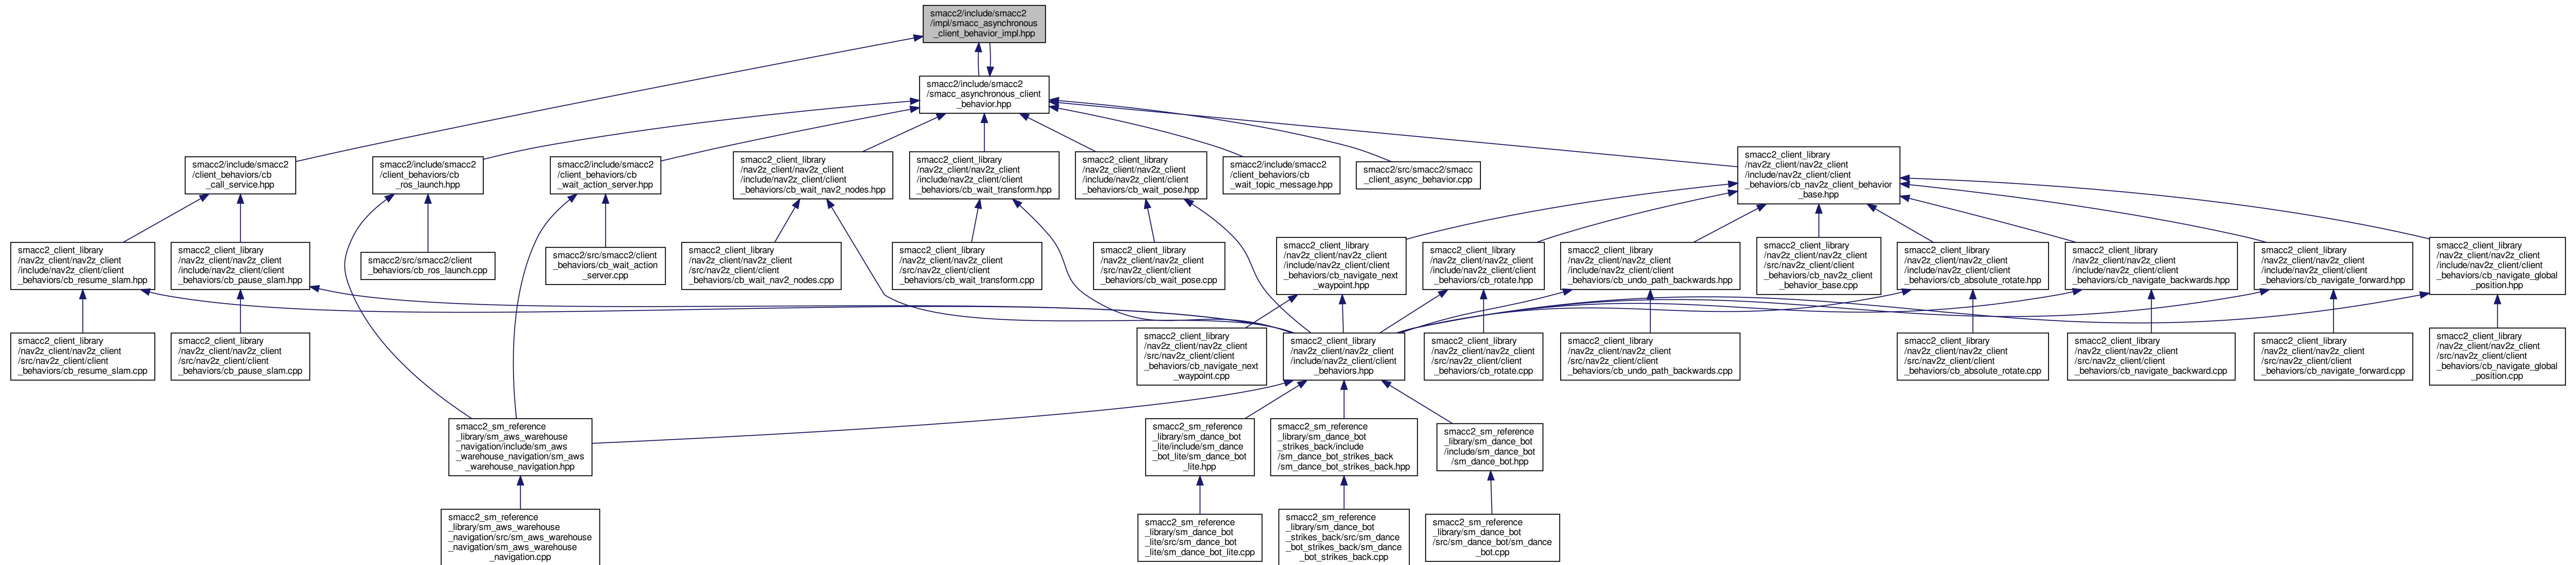 smacc2/include/smacc2
/impl/smacc_asynchronous
_client_behavior_impl.hpp
smacc2/include/smacc2
/smacc_asynchronous_client
_behavior.hpp
smacc2/include/smacc2
/client_behaviors/cb
_call_service.hpp
smacc2/include/smacc2
/client_behaviors/cb
_ros_launch.hpp
smacc2/include/smacc2
/client_behaviors/cb
_wait_action_server.hpp
smacc2_client_library
/nav2z_client/nav2z_client
/include/nav2z_client/client
_behaviors/cb_wait_nav2_nodes.hpp
smacc2_client_library
/nav2z_client/nav2z_client
/include/nav2z_client/client
_behaviors/cb_wait_transform.hpp
smacc2_client_library
/nav2z_client/nav2z_client
/include/nav2z_client/client
_behaviors/cb_wait_pose.hpp
smacc2/include/smacc2
/client_behaviors/cb
_wait_topic_message.hpp
smacc2/src/smacc2/smacc
_client_async_behavior.cpp
smacc2_client_library
/nav2z_client/nav2z_client
/include/nav2z_client/client
_behaviors/cb_nav2z_client_behavior
_base.hpp
smacc2_client_library
/nav2z_client/nav2z_client
/include/nav2z_client/client
_behaviors/cb_resume_slam.hpp
smacc2_client_library
/nav2z_client/nav2z_client
/include/nav2z_client/client
_behaviors/cb_pause_slam.hpp
smacc2/src/smacc2/client
_behaviors/cb_ros_launch.cpp
smacc2/src/smacc2/client
_behaviors/cb_wait_action
_server.cpp
smacc2_client_library
/nav2z_client/nav2z_client
/src/nav2z_client/client
_behaviors/cb_wait_nav2_nodes.cpp
smacc2_client_library
/nav2z_client/nav2z_client
/src/nav2z_client/client
_behaviors/cb_wait_transform.cpp
smacc2_client_library
/nav2z_client/nav2z_client
/src/nav2z_client/client
_behaviors/cb_wait_pose.cpp
smacc2_client_library
/nav2z_client/nav2z_client
/include/nav2z_client/client
_behaviors/cb_navigate_next
_waypoint.hpp
smacc2_client_library
/nav2z_client/nav2z_client
/include/nav2z_client/client
_behaviors/cb_rotate.hpp
smacc2_client_library
/nav2z_client/nav2z_client
/include/nav2z_client/client
_behaviors/cb_undo_path_backwards.hpp
smacc2_client_library
/nav2z_client/nav2z_client
/src/nav2z_client/client
_behaviors/cb_nav2z_client
_behavior_base.cpp
smacc2_client_library
/nav2z_client/nav2z_client
/include/nav2z_client/client
_behaviors/cb_absolute_rotate.hpp
smacc2_client_library
/nav2z_client/nav2z_client
/include/nav2z_client/client
_behaviors/cb_navigate_backwards.hpp
smacc2_client_library
/nav2z_client/nav2z_client
/include/nav2z_client/client
_behaviors/cb_navigate_forward.hpp
smacc2_client_library
/nav2z_client/nav2z_client
/include/nav2z_client/client
_behaviors/cb_navigate_global
_position.hpp
smacc2_client_library
/nav2z_client/nav2z_client
/src/nav2z_client/client
_behaviors/cb_resume_slam.cpp
smacc2_client_library
/nav2z_client/nav2z_client
/src/nav2z_client/client
_behaviors/cb_pause_slam.cpp
smacc2_client_library
/nav2z_client/nav2z_client
/src/nav2z_client/client
_behaviors/cb_navigate_next
_waypoint.cpp
smacc2_client_library
/nav2z_client/nav2z_client
/include/nav2z_client/client
_behaviors.hpp
smacc2_client_library
/nav2z_client/nav2z_client
/src/nav2z_client/client
_behaviors/cb_rotate.cpp
smacc2_client_library
/nav2z_client/nav2z_client
/src/nav2z_client/client
_behaviors/cb_undo_path_backwards.cpp
smacc2_client_library
/nav2z_client/nav2z_client
/src/nav2z_client/client
_behaviors/cb_absolute_rotate.cpp
smacc2_client_library
/nav2z_client/nav2z_client
/src/nav2z_client/client
_behaviors/cb_navigate_backward.cpp
smacc2_client_library
/nav2z_client/nav2z_client
/src/nav2z_client/client
_behaviors/cb_navigate_forward.cpp
smacc2_client_library
/nav2z_client/nav2z_client
/src/nav2z_client/client
_behaviors/cb_navigate_global
_position.cpp
smacc2_sm_reference
_library/sm_aws_warehouse
_navigation/include/sm_aws
_warehouse_navigation/sm_aws
_warehouse_navigation.hpp
smacc2_sm_reference
_library/sm_dance_bot
_lite/include/sm_dance
_bot_lite/sm_dance_bot
_lite.hpp
smacc2_sm_reference
_library/sm_dance_bot
_strikes_back/include
/sm_dance_bot_strikes_back
/sm_dance_bot_strikes_back.hpp
smacc2_sm_reference
_library/sm_dance_bot
/include/sm_dance_bot
/sm_dance_bot.hpp
smacc2_sm_reference
_library/sm_aws_warehouse
_navigation/src/sm_aws_warehouse
_navigation/sm_aws_warehouse
_navigation.cpp
smacc2_sm_reference
_library/sm_dance_bot
_lite/src/sm_dance_bot
_lite/sm_dance_bot_lite.cpp
smacc2_sm_reference
_library/sm_dance_bot
_strikes_back/src/sm_dance
_bot_strikes_back/sm_dance
_bot_strikes_back.cpp
smacc2_sm_reference
_library/sm_dance_bot
/src/sm_dance_bot/sm_dance
_bot.cpp